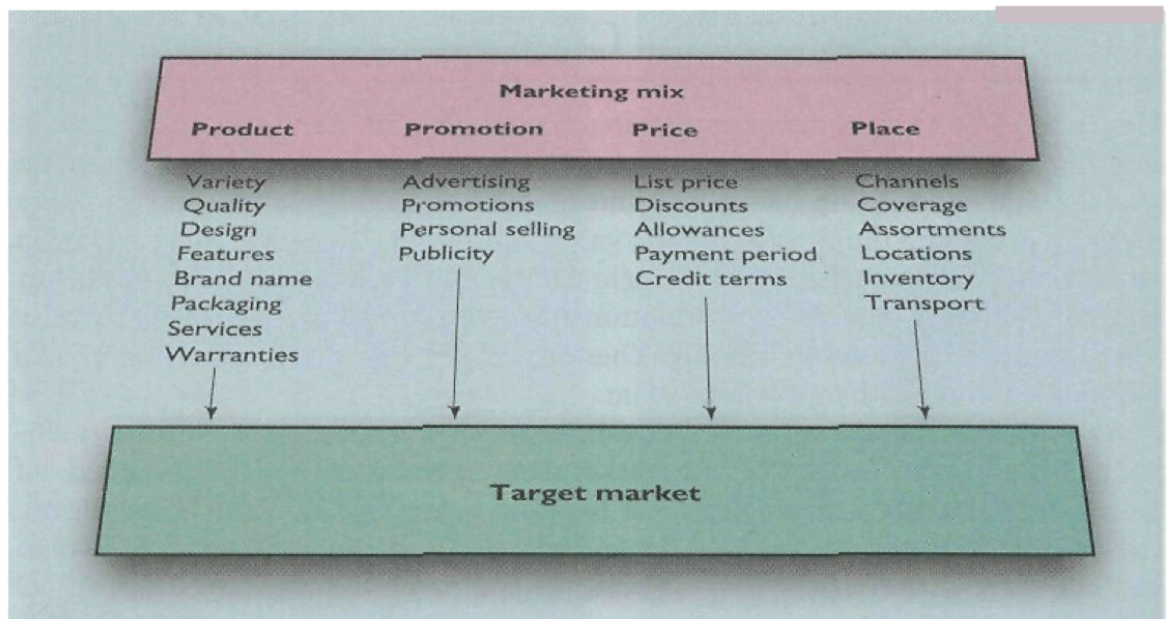 Marketing mix
Product Promotion Price Place
Variety
Quality
Design
Features
Brand name
Packaging
Services
Warranties
Advertising
Promotions
Personal selling
Publicity
List price
Discounts
Allowances
Payment period
Credit terms
Channels
Coverage
Assortments
Locations
Inventory
Transport
Target market